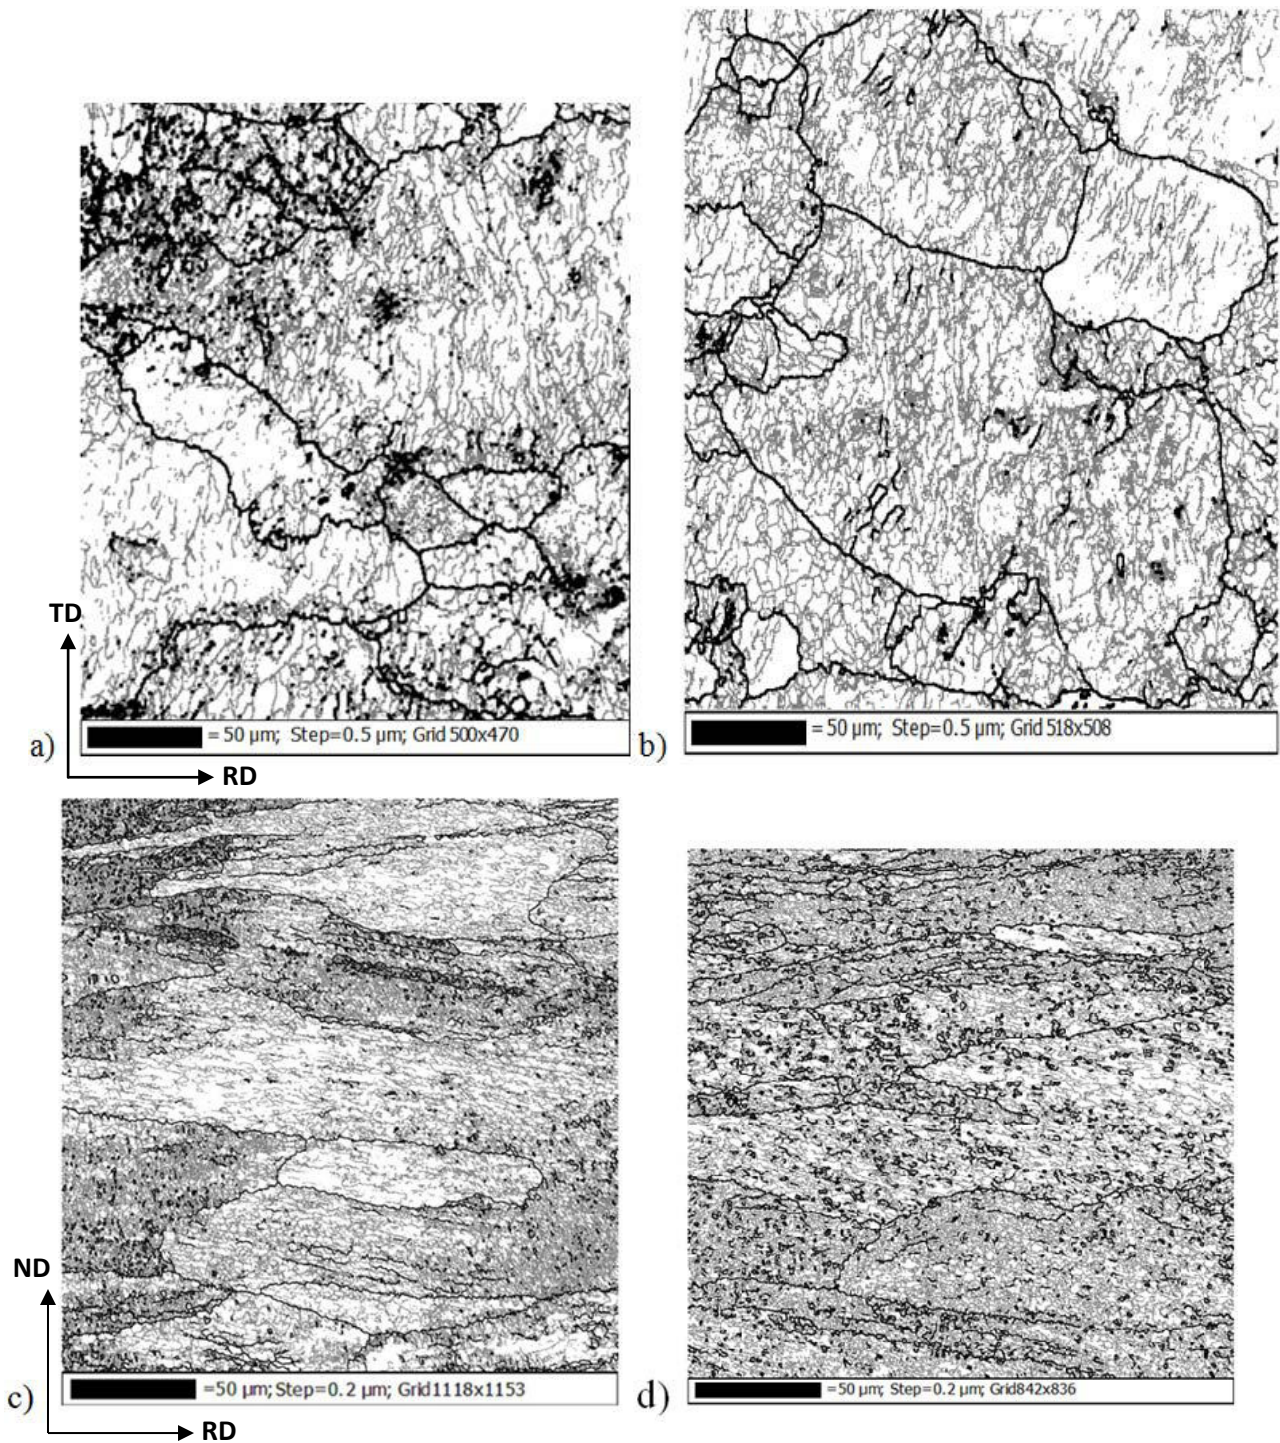 TD
a)
= 50 µm; Step=0.5 µm; Grid 500x470
RD
b)
= 50 µm; Step=0.5 µm; Grid 518x508
ND
c)
=50 µm; Step=0.2 µm; Grid1118x1153
RD
d)
=50 µm; Step=0.2 µm; Grid842x836